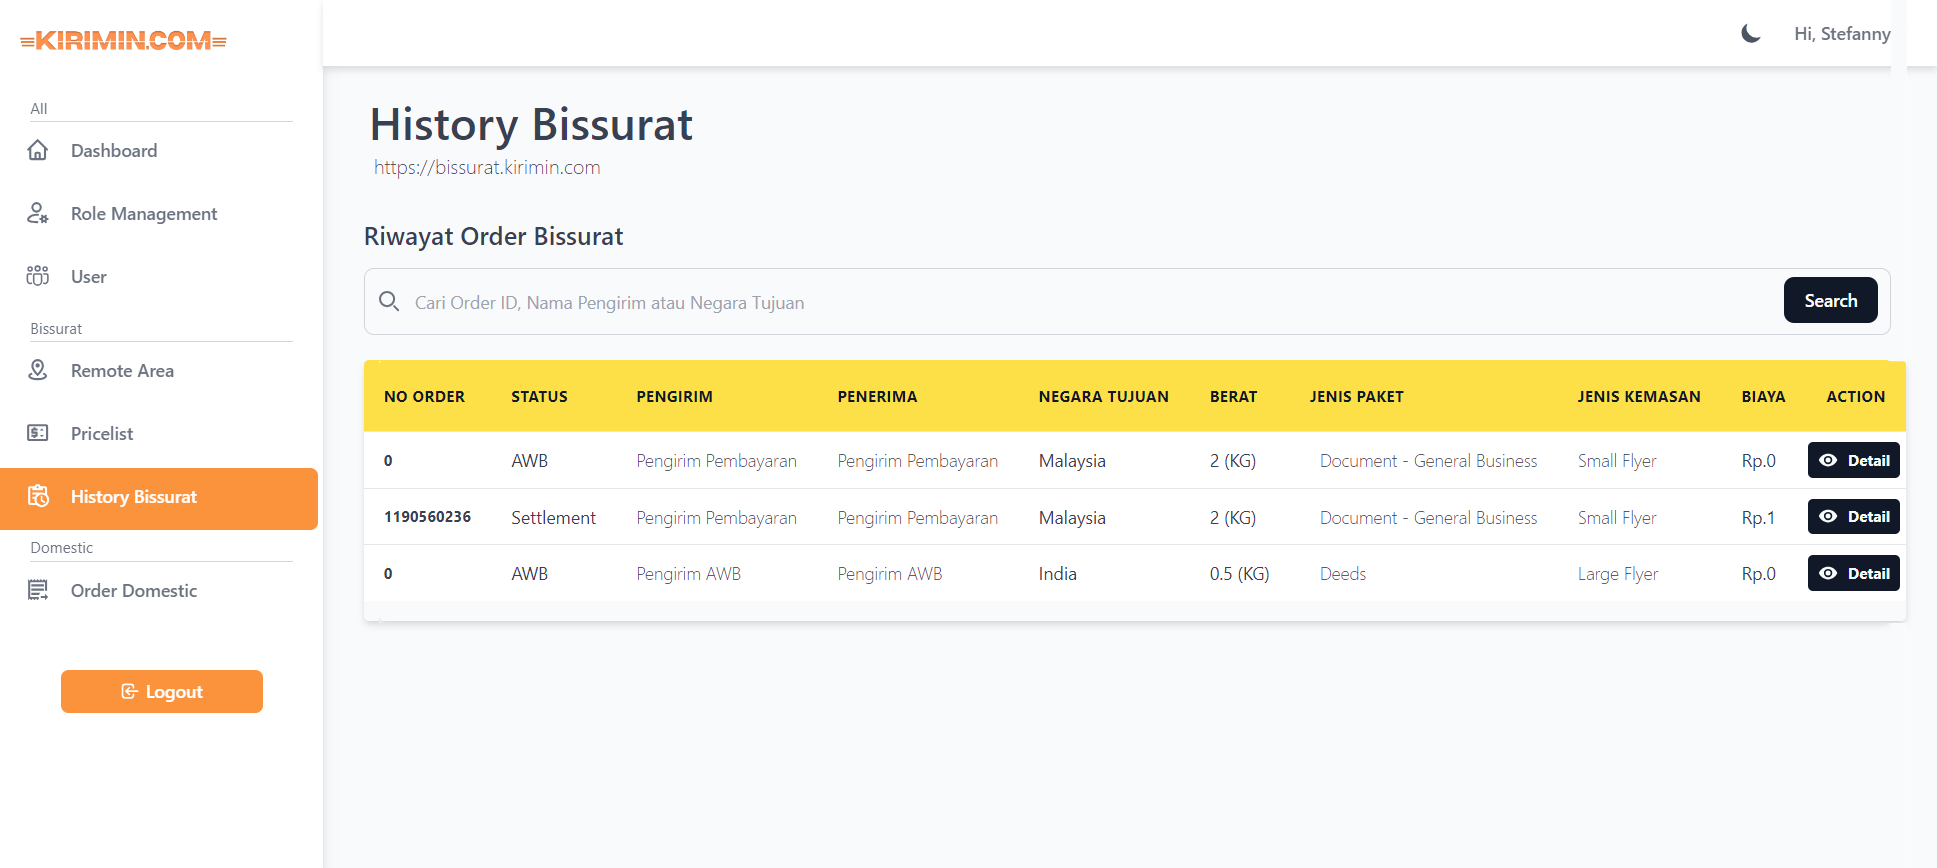 KIRIMIN.COM
Hi, Stefanny
All
Dashboard
Role Management
User
Bissurat
Remote Area
Pricelist
History Bissurat
Domestic
Order Domestic
Logout
History Bissurat
https://bissurat.kirimin.com
Riwayat Order Bissurat
Cari Order ID, Nama Pengirim atau Negara Tujuan
Search
NO ORDER STATUS PENGIRIM PENERIMA NEGARA TUJUAN BERAT JENIS PAKET JENIS KEMASAN BIAYA ACTION
0 AWB Pengirim Pembayaran Pengirim Pembayaran Malaysia 2 (KG) Document - General Business Small Flyer Rp.0 Detail
1190560236 Settlement Pengirim Pembayaran Pengirim Pembayaran Malaysia 2 (KG) Document - General Business Small Flyer Rp.1 Detail
0 AWB Pengirim AWB Pengirim AWB India 0.5 (KG) Deeds Large Flyer Rp.0 Detail